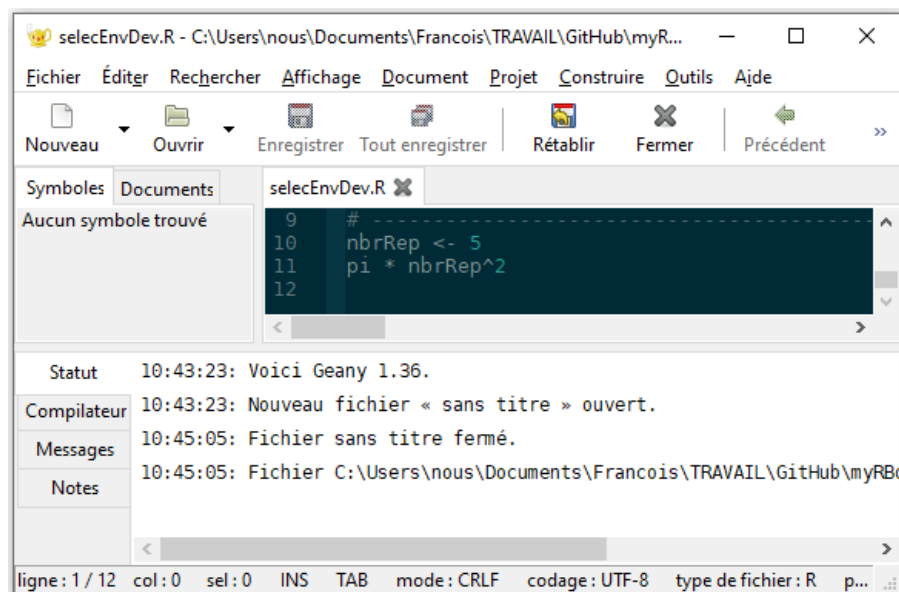 selecEnvDev.R - C:\Users\nous\Documents\Francois\TRAVAIL\GitHub\myR...
Fichier Éditer Rechercher Affichage Document Projet Construire Outils Aide
Nouveau Ouvrir Enregistrer Tout enregistrer Rétablir Fermer Précédent »
Symboles Documents selecEnvDev.R
Aucun symbole trouvé
9 # -------------------------------------------
10 nbrRep <- 5
11 pi * nbrRep^2
12
Statut
Compilateur
Messages
Notes
10:43:23: Voici Geany 1.36.
10:43:23: Nouveau fichier « sans titre » ouvert.
10:45:05: Fichier sans titre fermé.
10:45:05: Fichier C:\Users\nous\Documents\Francois\TRAVAIL\GitHub\myRBo
ligne : 1 / 12 col : 0 sel : 0 INS TAB mode : CRLF codage : UTF-8 type de fichier : R p...